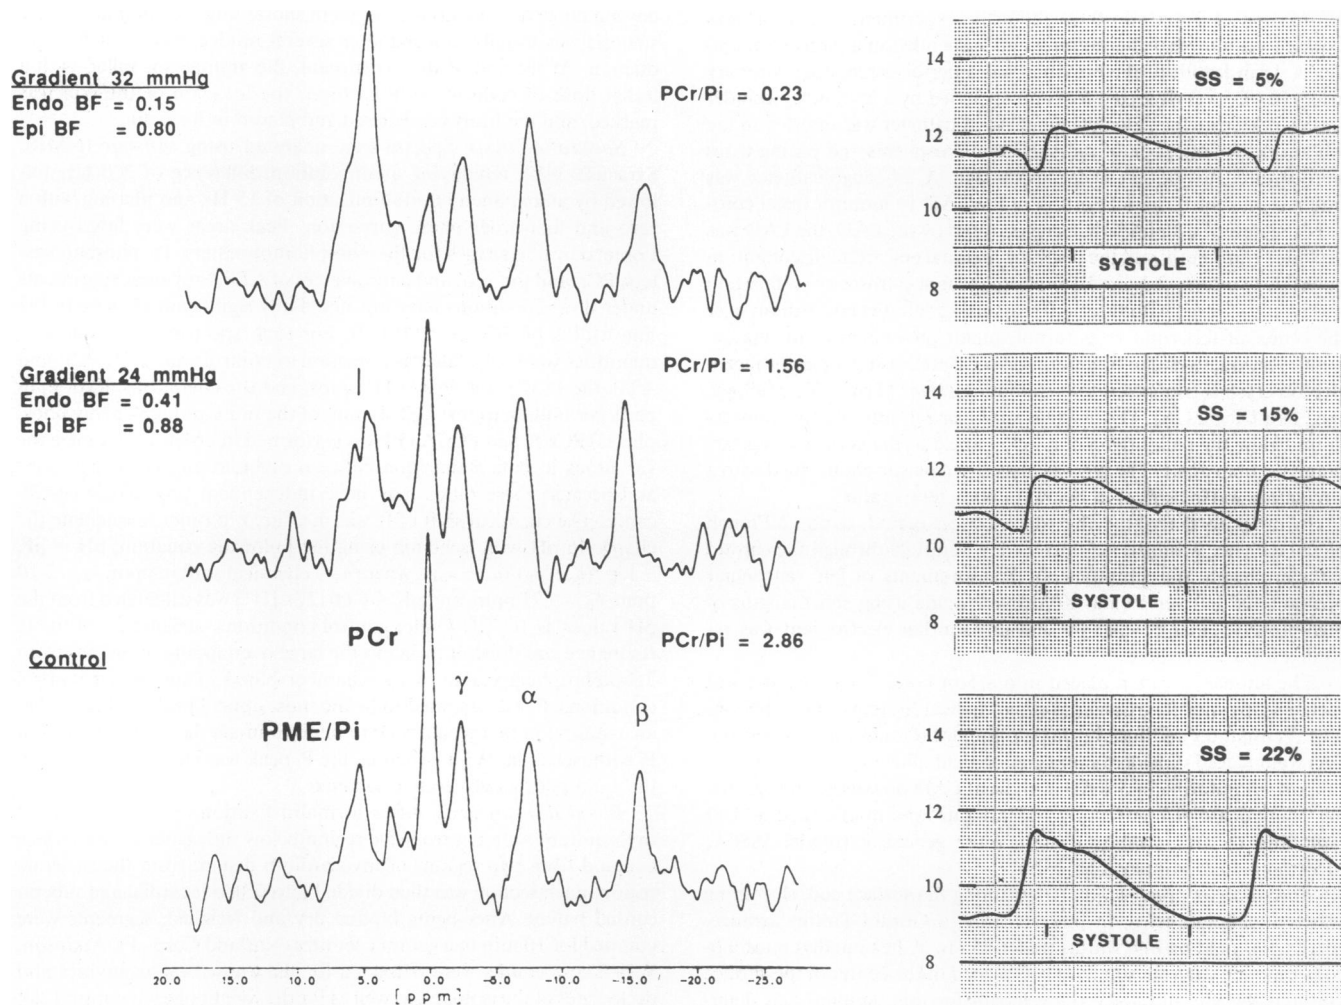 Gradient 32 mmHg
Endo BF = 0.15
Epi BF = 0.80
PCr/Pi = 0.23
14
12
10
8
SS = 5%
SYSTOLE
Gradient 24 mmHg
Endo BF = 0.41
Epi BF = 0.88
PCr/Pi = 1.56
14
12
10
8
SS = 15%
SYSTOLE
Control
PCr
PME/Pi
γ
α
β
PCr/Pi = 2.86
14
12
10
8
SS = 22%
SYSTOLE
20.0 15.0 10.0 5.0 0.0 -5.0 -10.0 -15.0 -20.0 -25.0
[ppm]